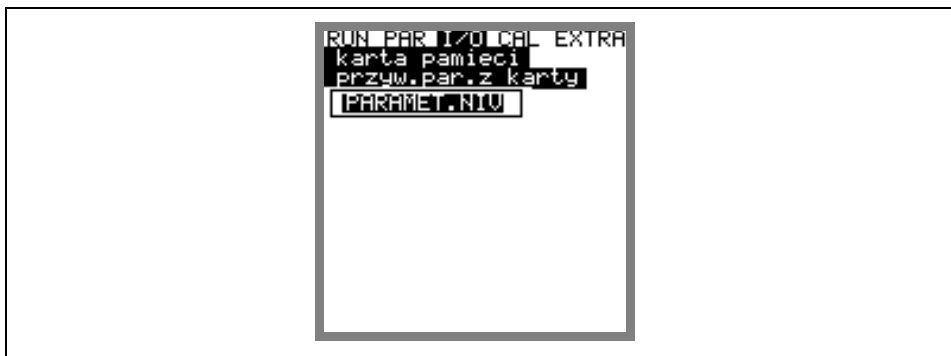 RUN PAR I/O CAL EXTRA
karta pamieci
przyw.par.z karty
PARAMET.NIV